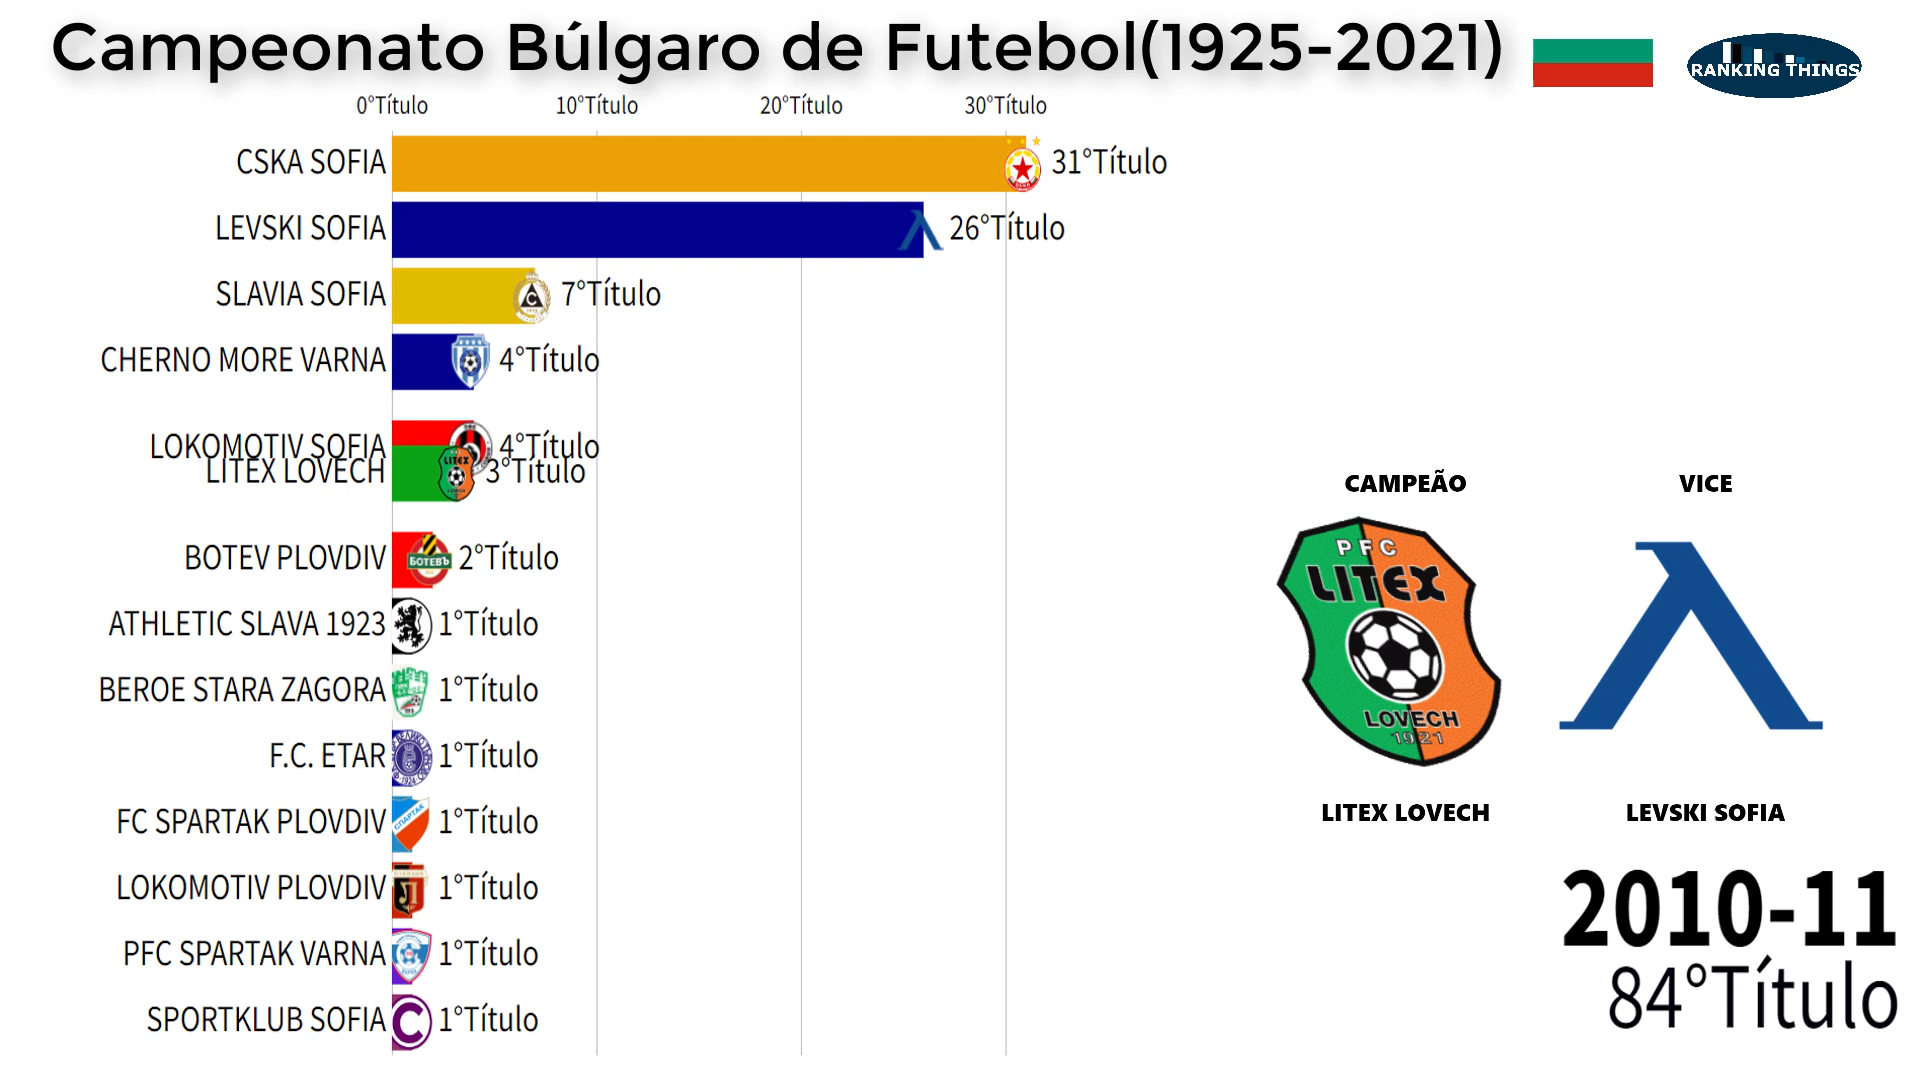 Campeonato Búlgaro de Futebol(1925-2021)
RANKING THINGS
0°Título 10°Título 20°Título 30°Título
CSKA SOFIA 31°Título
LEVSKI SOFIA 26°Título
SLAVIA SOFIA 7°Título
CHERNO MORE VARNA 4°Título
LOKOMOTIV SOFIA 4°Título
LITEX LOVECH 3°Título
BOTEV PLOVDIV БОТЕВЪ 2°Título
ATHLETIC SLAVA 1923 1°Título
BEROE STARA ZAGORA 1°Título
F.C. ETAR 1°Título
FC SPARTAK PLOVDIV СПАРТАК 1°Título
LOKOMOTIV PLOVDIV 1°Título
PFC SPARTAK VARNA 1°Título
SPORTKLUB SOFIA C 1°Título
CAMPEÃO VICE
PFC
LITEX
LOVECH
1921
LITEX LOVECH LEVSKI SOFIA
2010-11
84°Título